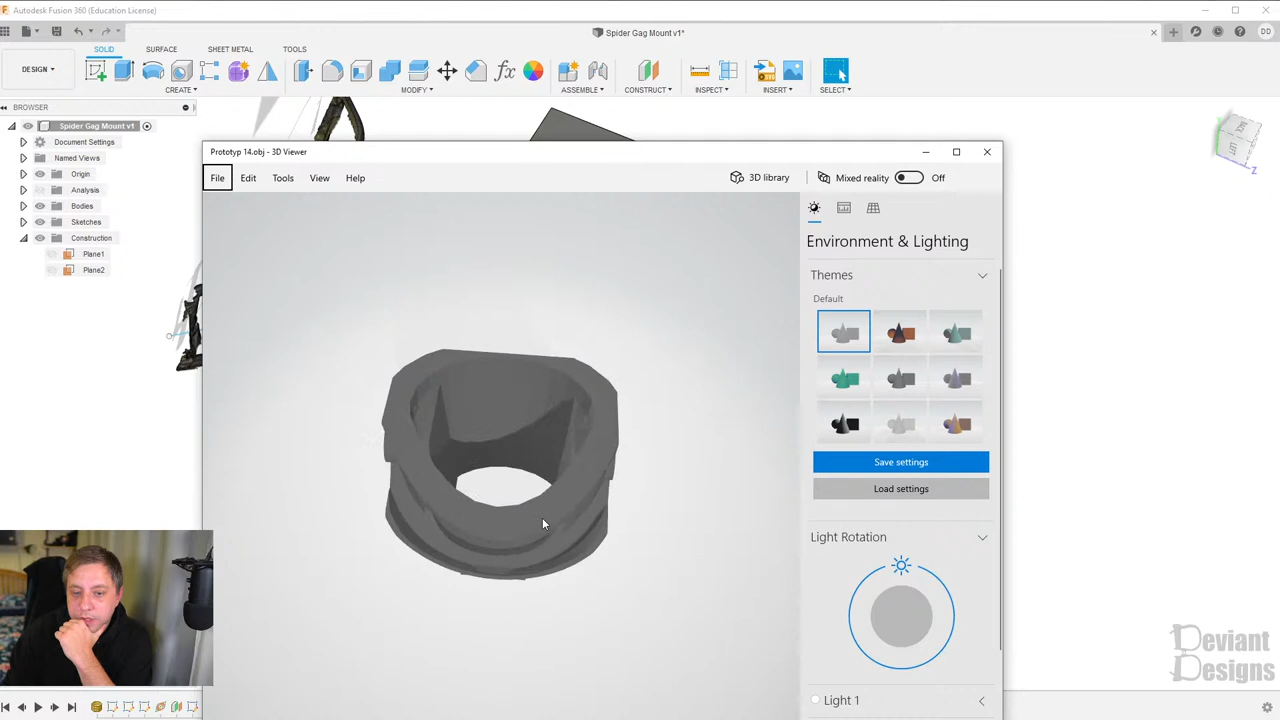 Autodesk Fusion 360 (Education License)
Spider Gag Mount v1*
DD
SOLID SURFACE SHEET METAL TOOLS
DESIGN
CREATE MODIFY ASSEMBLE CONSTRUCT INSPECT INSERT SELECT
BROWSER
Spider Gag Mount v1
Document Settings
Named Views
Origin
Analysis
Bodies
Sketches
Construction
Plane1
Plane2
BACK
LEFT
Z
Prototyp 14.obj - 3D Viewer
File Edit Tools View Help
3D library Mixed reality Off
Environment & Lighting
Themes
Default
Save settings
Load settings
Light Rotation
Light 1
Deviant
Designs